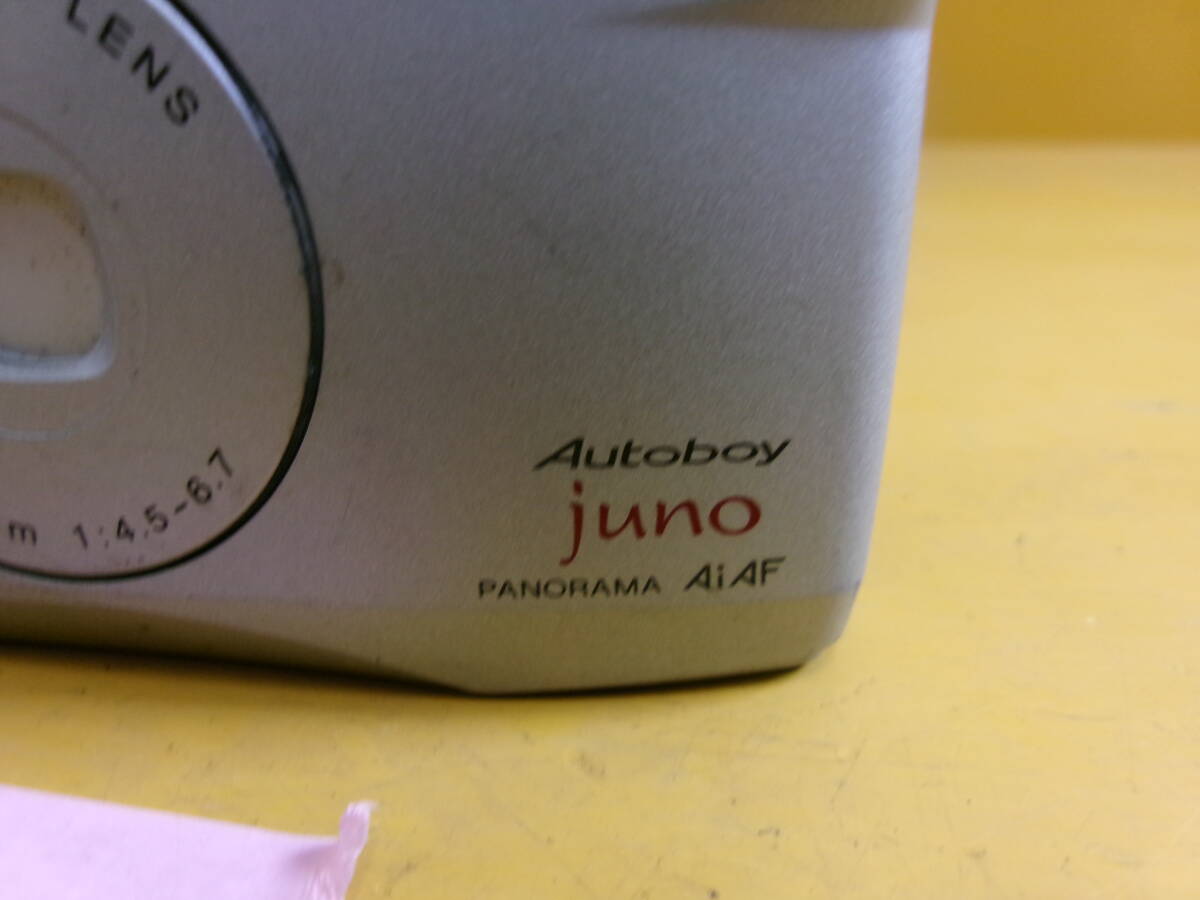 LENS
m 1:4.5-6.7
Autoboy
juno
PANORAMA AiAF